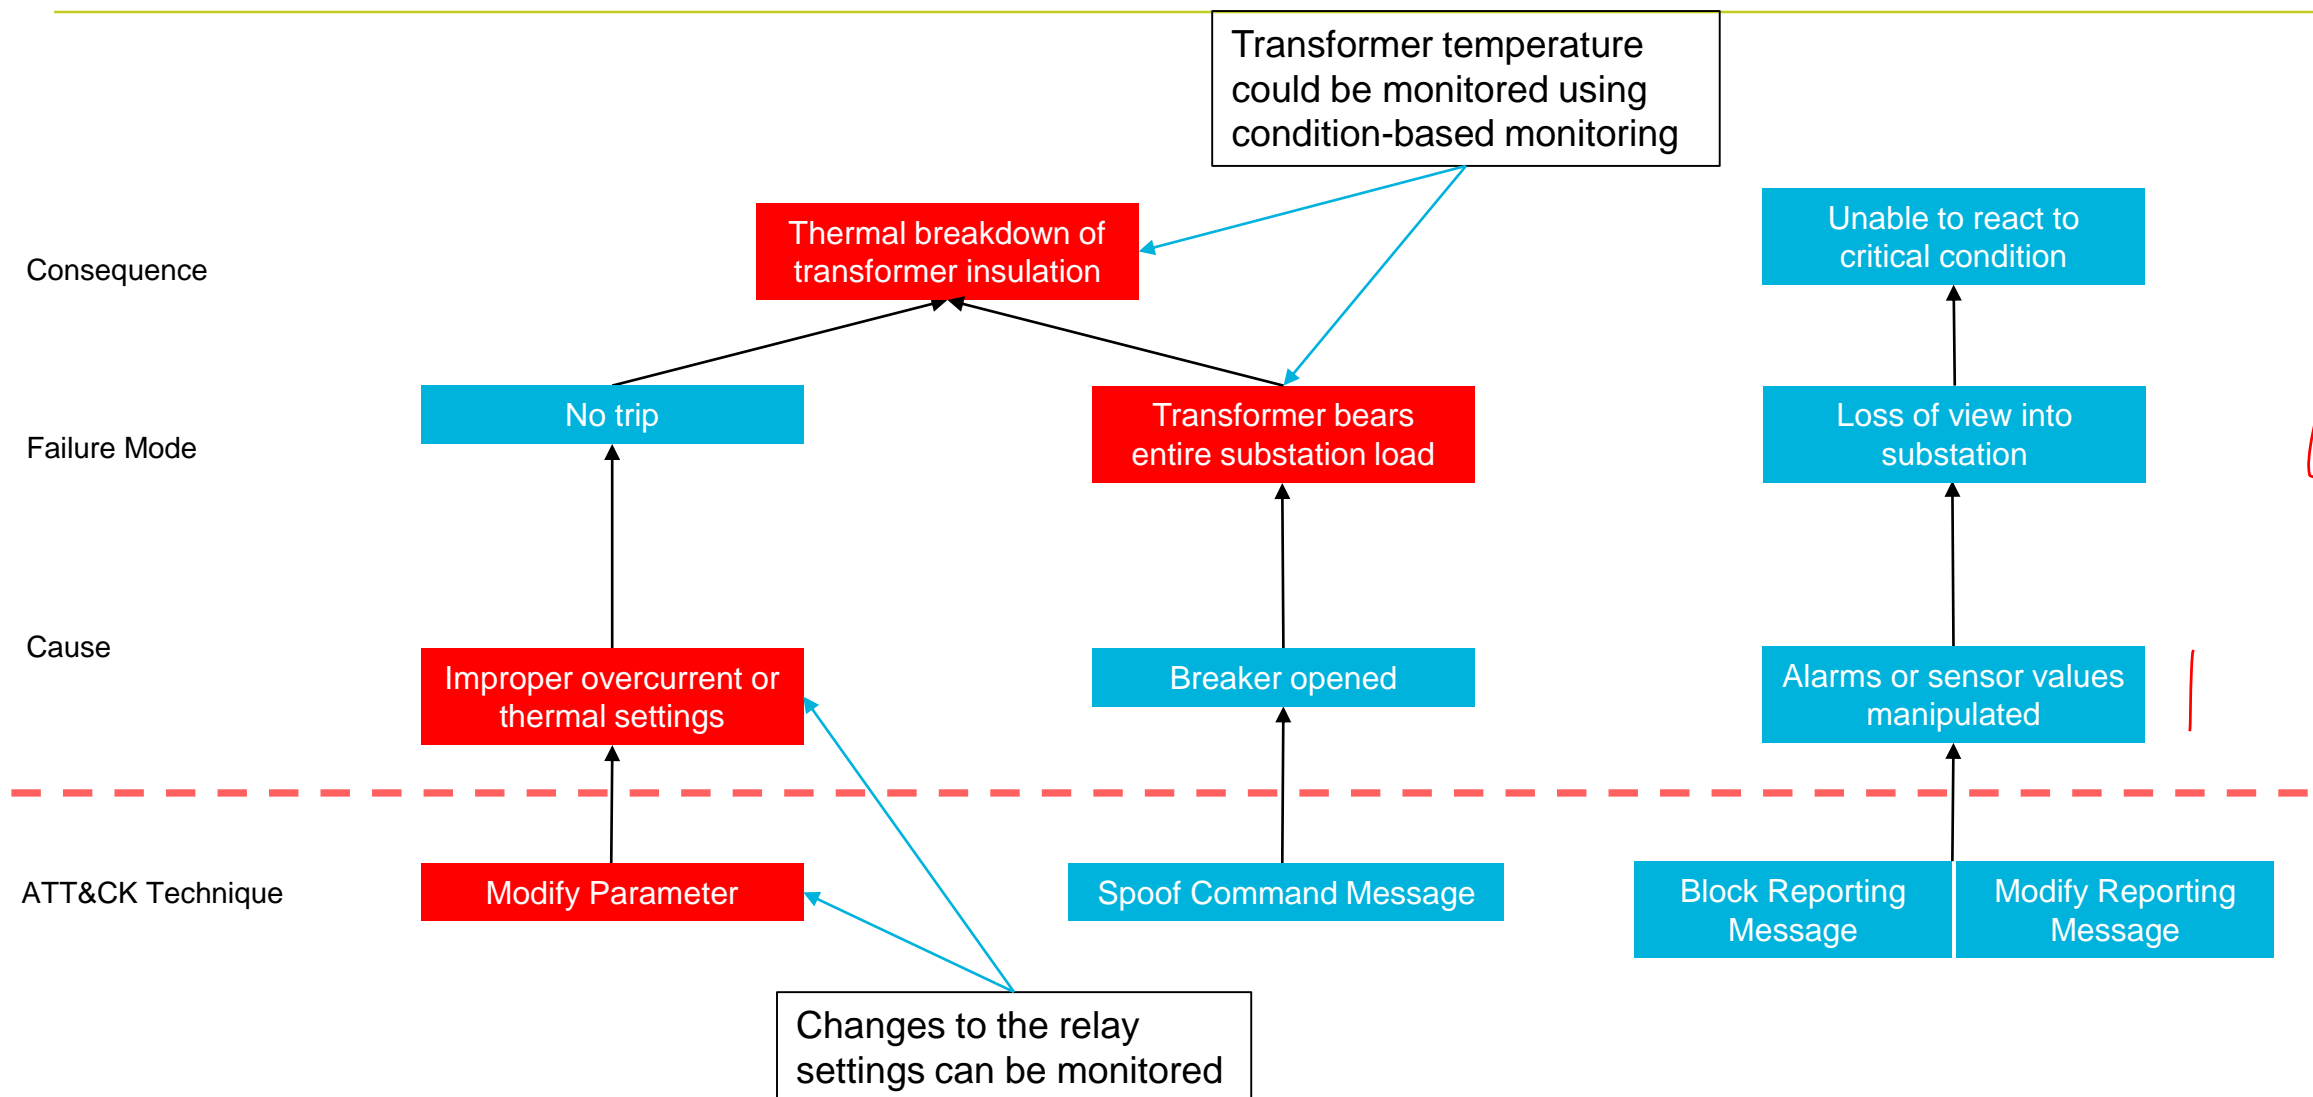 Transformer temperature
could be monitored using
condition-based monitoring
Consequence
Thermal breakdown of
transformer insulation
Unable to react to
critical condition
Failure Mode
No trip
Transformer bears
entire substation load
Loss of view into
substation
Cause
Improper overcurrent or
thermal settings
Breaker opened
Alarms or sensor values
manipulated
ATT&CK Technique
Modify Parameter
Spoof Command Message
Block Reporting
Message
Modify Reporting
Message
Changes to the relay
settings can be monitored